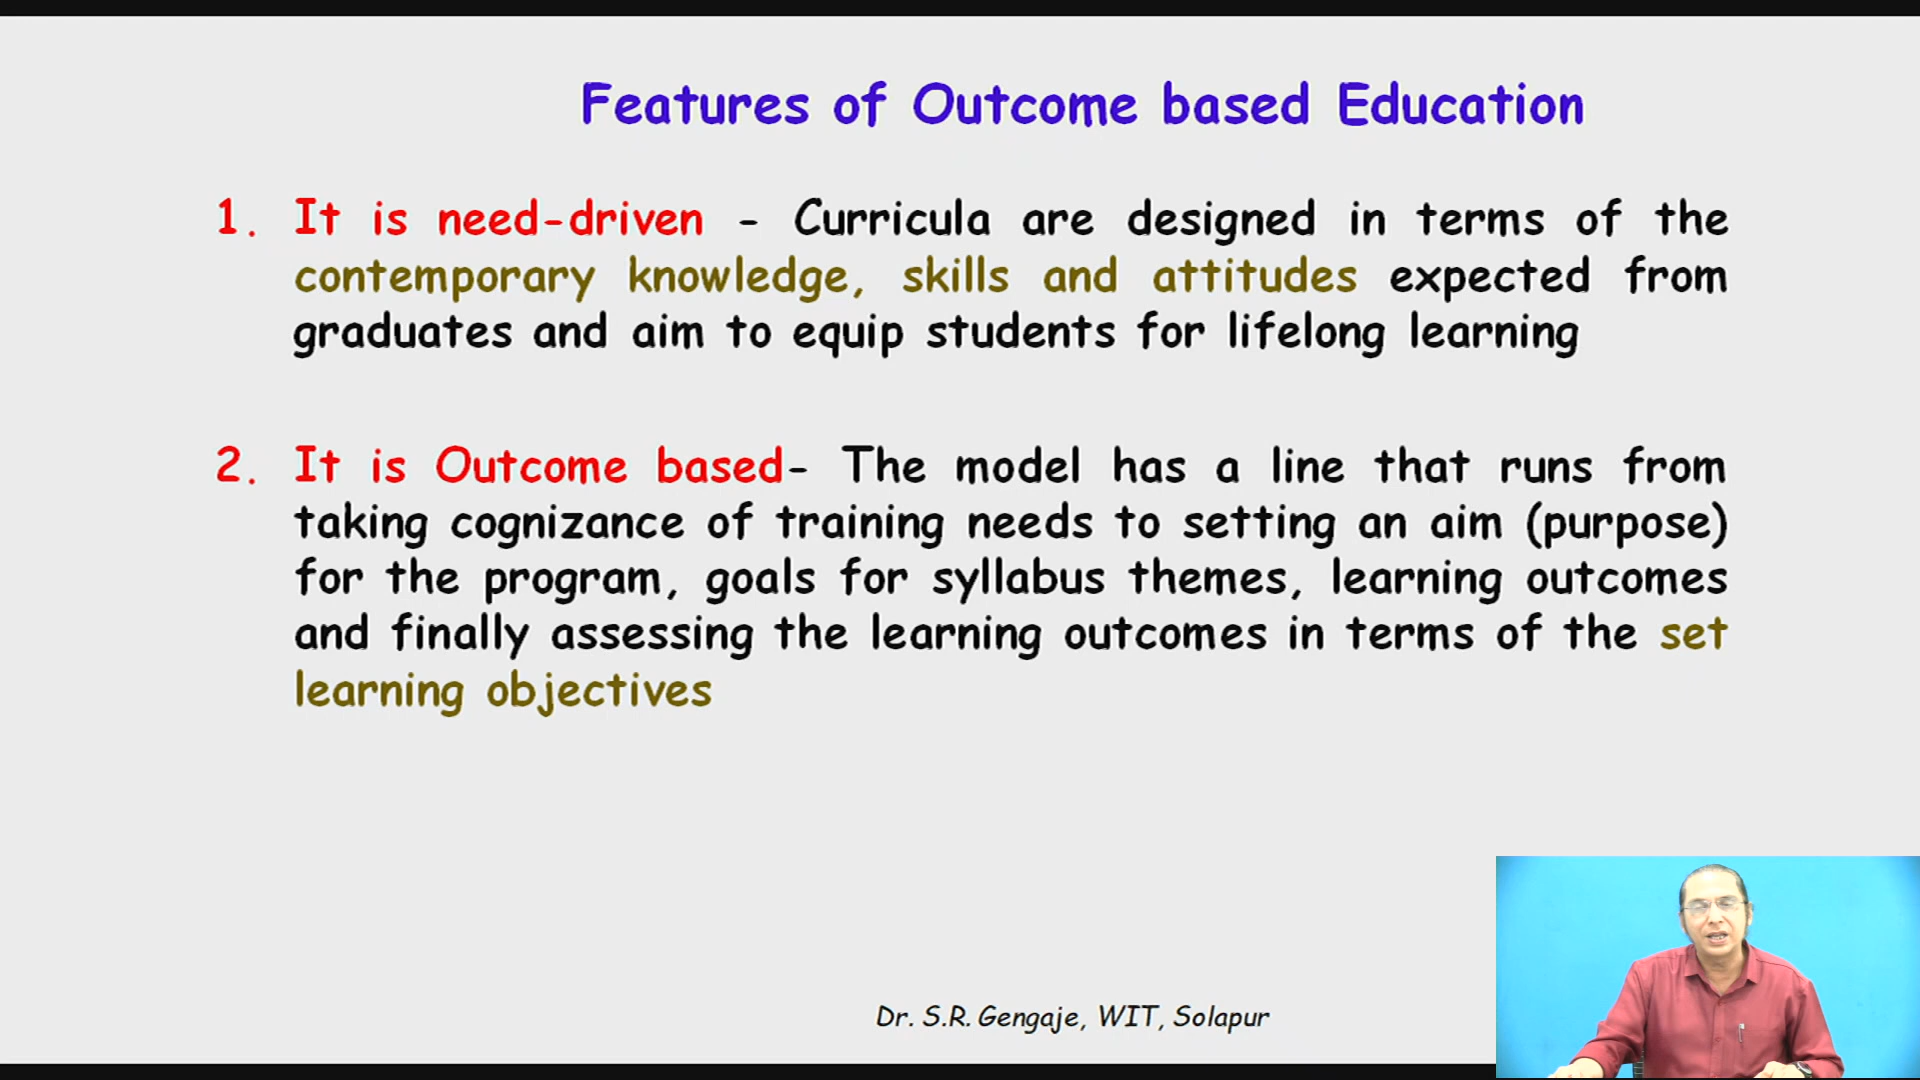 Features of Outcome based Education
1. It is need-driven - Curricula are designed in terms of the
contemporary knowledge, skills and attitudes expected from
graduates and aim to equip students for lifelong learning
2. It is Outcome based- The model has a line that runs from
taking cognizance of training needs to setting an aim (purpose)
for the program, goals for syllabus themes, learning outcomes
and finally assessing the learning outcomes in terms of the set
learning objectives
Dr. S.R. Gengaje, WIT, Solapur